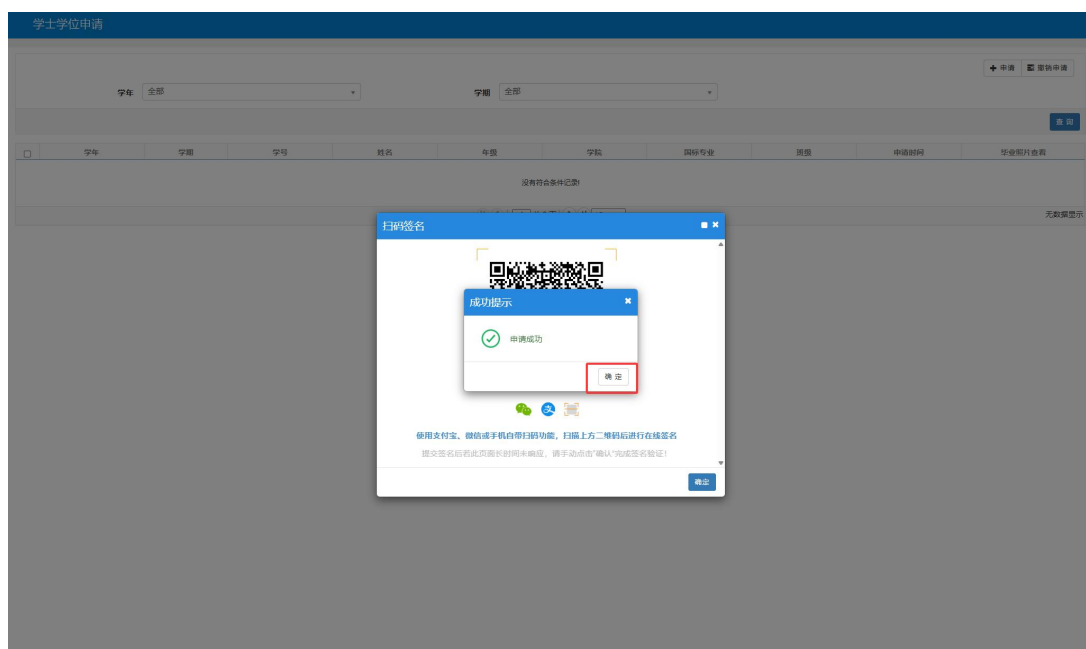 学士学位申请
申请 撤销申请
学年 全部 学期 全部
查 询
学年 学期 学号 姓名 年级 学院 国标专业 班级 申请时间 毕业照片查看
没有符合条件记录!
无数据显示
扫码签名
成功提示
申请成功
确 定
使用支付宝、微信或手机自带扫码功能，扫描上方二维码后进行在线签名
提交签名后若此页面长时间未响应，请手动点击"确认"完成签名验证！
确定